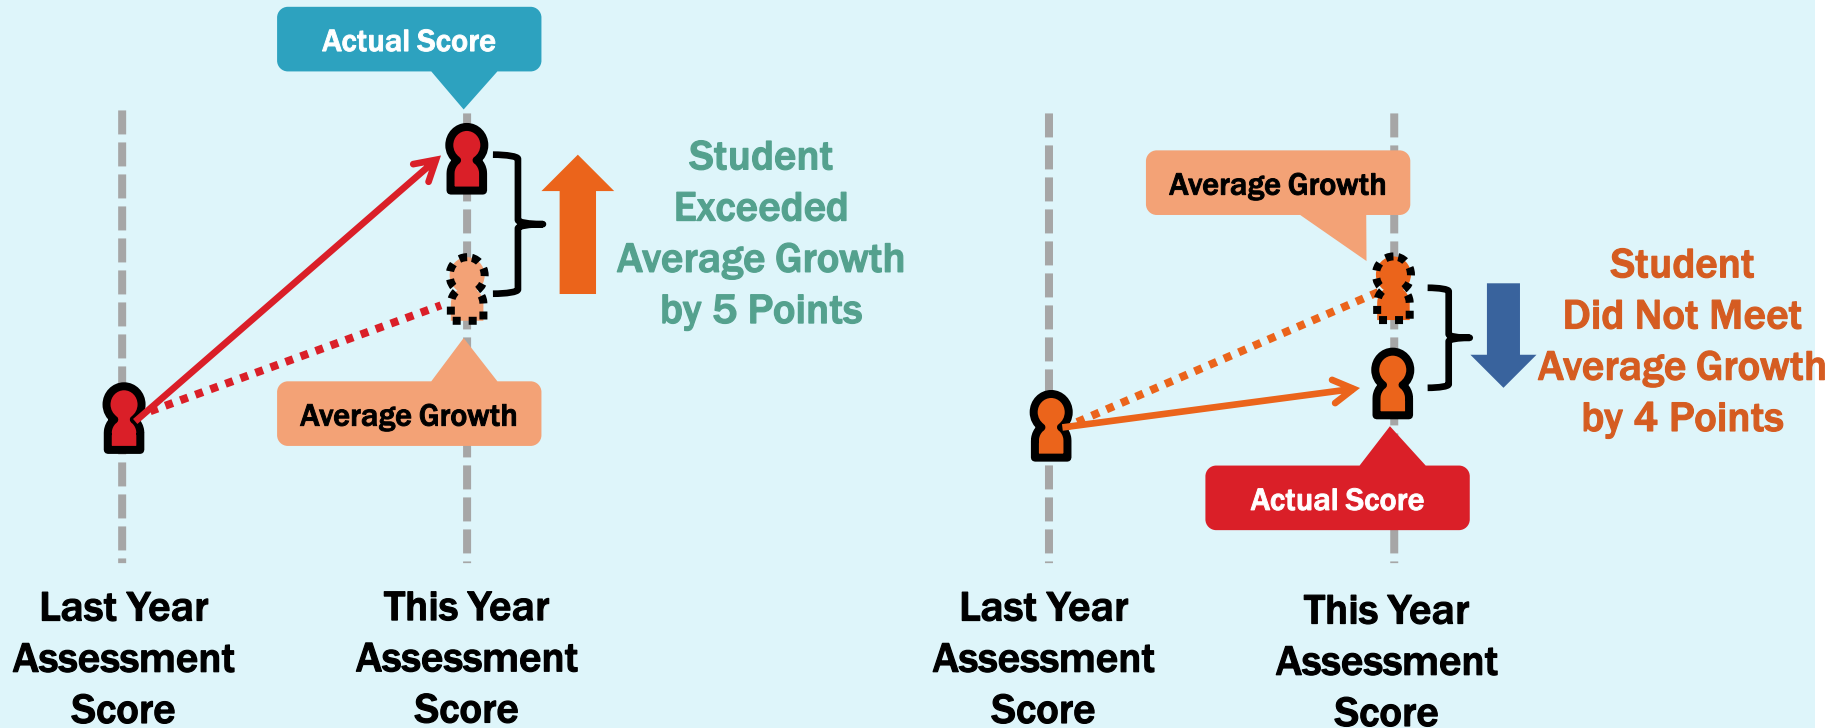 Actual Score
Student
Exceeded
Average Growth
by 5 Points
Average Growth
Last Year
Assessment
Score
This Year
Assessment
Score
Average Growth
Student
Did Not Meet
Average Growth
by 4 Points
Actual Score
Last Year
Assessment
Score
This Year
Assessment
Score